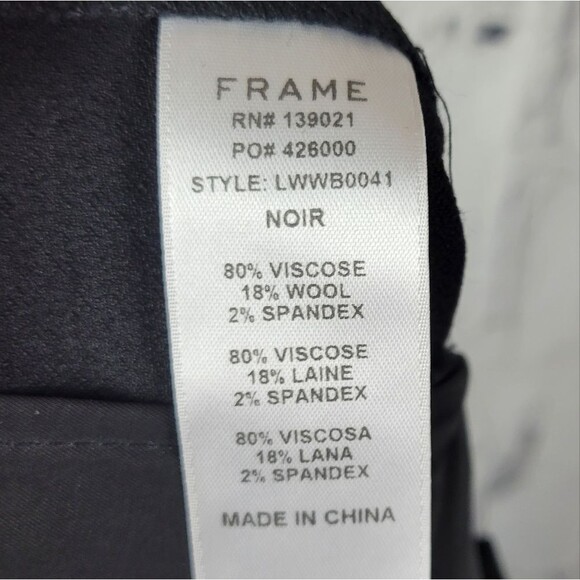 FRAME
RN# 139021
PO# 426000
STYLE: LWWB0041
NOIR
80% VISCOSE
18% WOOL
2% SPANDEX
80% VISCOSE
18% LAINE
2% SPANDEX
80% VISCOSA
18% LANA
2% SPANDEX
MADE IN CHINA